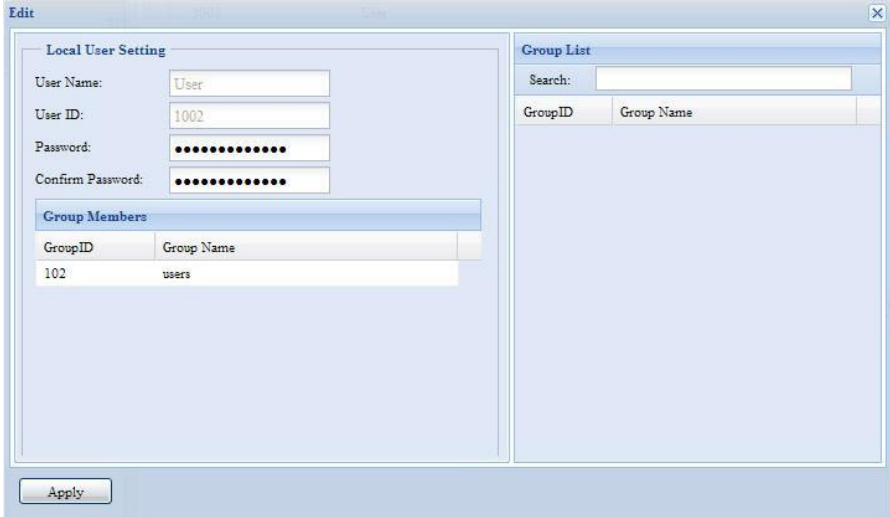 Edit
Local User Setting
User Name: User
User ID: 1002
Password: ●●●●●●●●●●●●●
Confirm Password: ●●●●●●●●●●●●●
Group Members
GroupID Group Name
102 users
Group List
Search:
GroupID Group Name
Apply